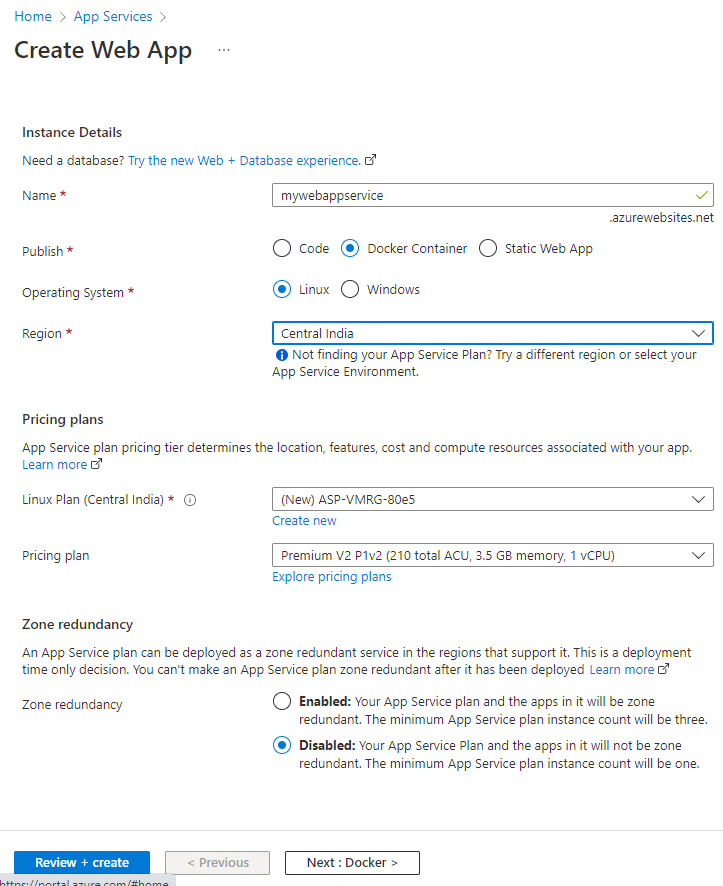 Home > App Services >
Create Web App ...
Instance Details
Need a database? Try the new Web + Database experience.
Name *
mywebappservice
.azurewebsites.net
Publish *
Code
Docker Container
Static Web App
Operating System *
Linux
Windows
Region *
Central India
Not finding your App Service Plan? Try a different region or select your
App Service Environment.
Pricing plans
App Service plan pricing tier determines the location, features, cost and compute resources associated with your app.
Learn more
Linux Plan (Central India) *
(New) ASP-VMRG-80e5
Create new
Pricing plan
Premium V2 P1v2 (210 total ACU, 3.5 GB memory, 1 vCPU)
Explore pricing plans
Zone redundancy
An App Service plan can be deployed as a zone redundant service in the regions that support it. This is a deployment
time only decision. You can't make an App Service plan zone redundant after it has been deployed Learn more
Zone redundancy
Enabled: Your App Service plan and the apps in it will be zone
redundant. The minimum App Service plan instance count will be three.
Disabled: Your App Service Plan and the apps in it will not be zone
redundant. The minimum App Service plan instance count will be one.
Review + create
< Previous
Next : Docker >
https://portal.azure.com/#home